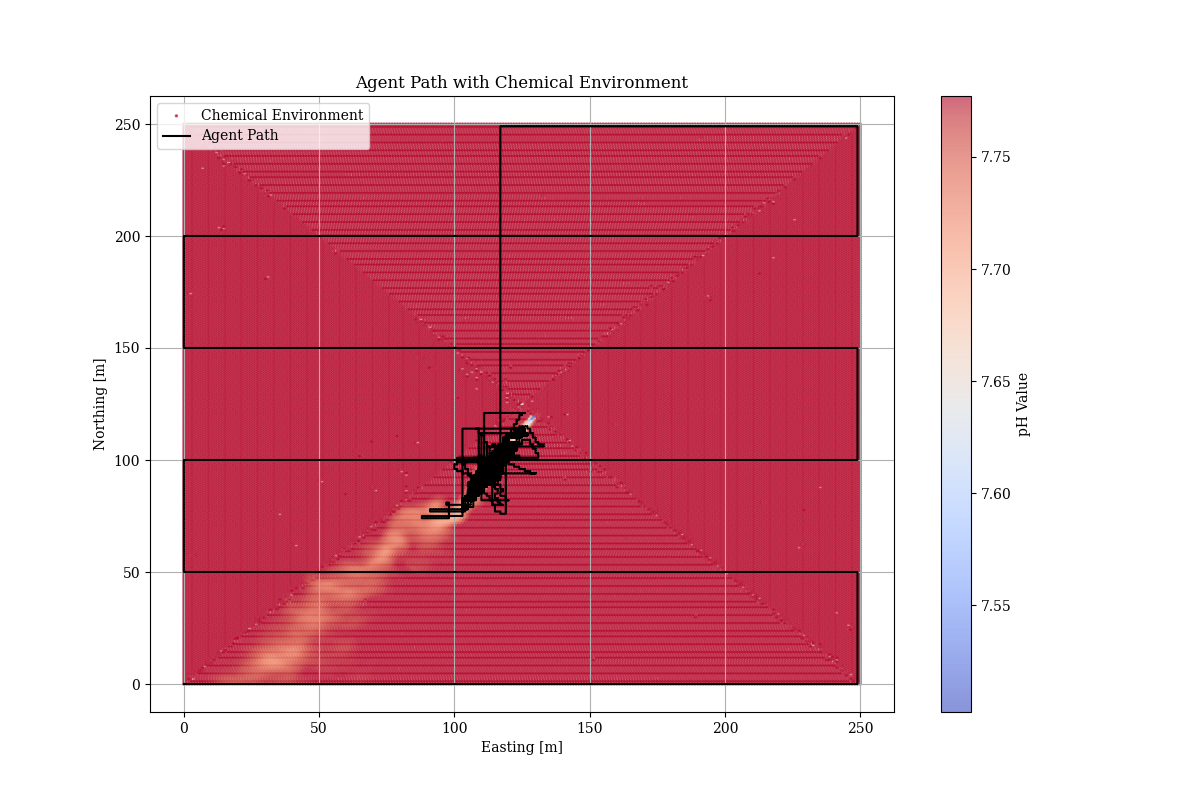 Agent Path with Chemical Environment
Chemical Environment
Agent Path
250
200
150
100
50
0
Northing [m]
0 50 100 150 200 250
Easting [m]
7.75
7.70
7.65
7.60
7.55
pH Value